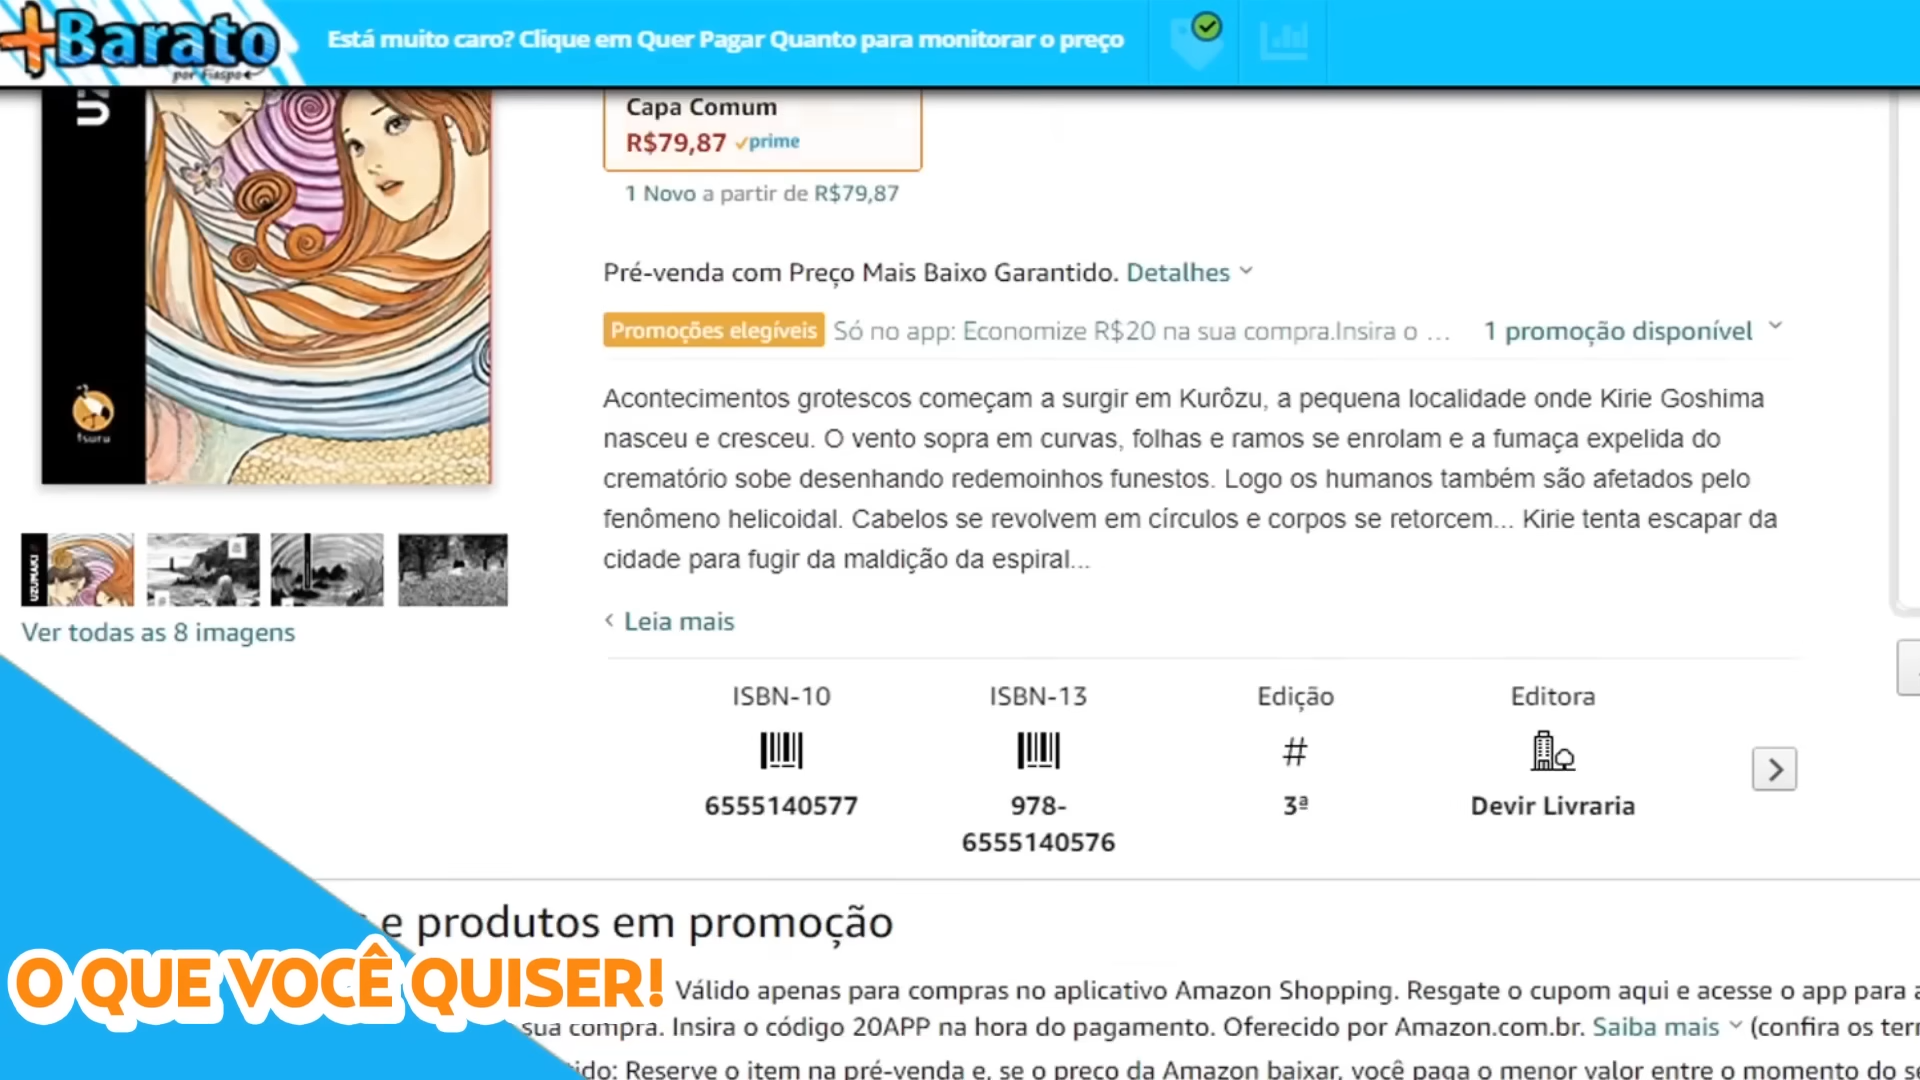 +Barato
por Fiaspo
Está muito caro? Clique em Quer Pagar Quanto para monitorar o preço
Capa Comum
R$79,87 prime
1 Novo a partir de R$79,87
Pré-venda com Preço Mais Baixo Garantido. Detalhes
Promoções elegíveis Só no app: Economize R$20 na sua compra.Insira o ... 1 promoção disponível
Acontecimentos grotescos começam a surgir em Kurôzu, a pequena localidade onde Kirie Goshima
nasceu e cresceu. O vento sopra em curvas, folhas e ramos se enrolam e a fumaça expelida do
crematório sobe desenhando redemoinhos funestos. Logo os humanos também são afetados pelo
fenômeno helicoidal. Cabelos se revolvem em círculos e corpos se retorcem... Kirie tenta escapar da
cidade para fugir da maldição da espiral...
Leia mais
tsuru
UZUMAKI
Ver todas as 8 imagens
ISBN-10
6555140577
ISBN-13
978-
6555140576
Edição
#
3ª
Editora
Devir Livraria
e produtos em promoção
O QUE VOCÊ QUISER!
Válido apenas para compras no aplicativo Amazon Shopping. Resgate o cupom aqui e acesse o app para
sua compra. Insira o código 20APP na hora do pagamento. Oferecido por Amazon.com.br. Saiba mais (confira os
Reserve o item na pré-venda e, se o preço da Amazon baixar, você paga o menor valor entre o momento do